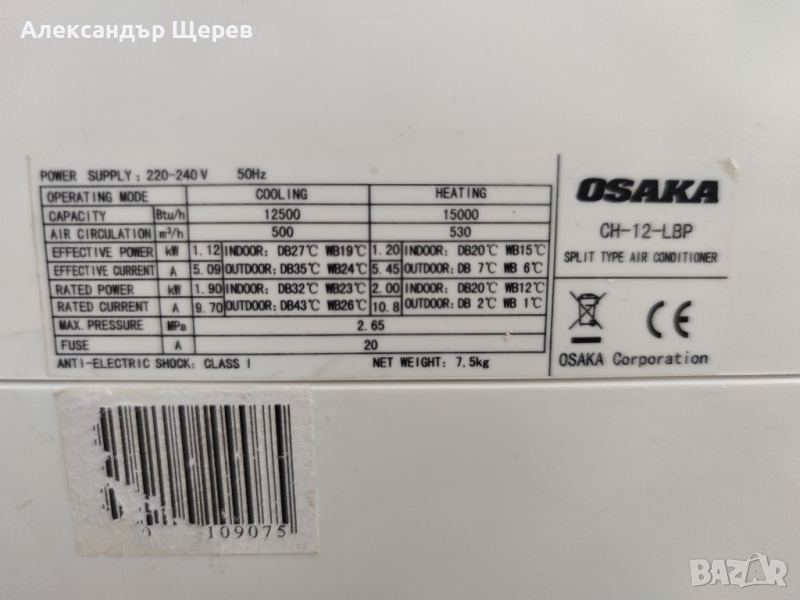 Александър Щерев
POWER SUPPLY: 220-240V 50Hz
OPERATING MODE COOLING HEATING
CAPACITY Btu/h 12500 15000
AIR CIRCULATION m³/h 500 530
EFFECTIVE POWER kW 1.12 INDOOR: DB27℃ WB19℃ 1.20 INDOOR: DB20℃ WB15℃
EFFECTIVE CURRENT A 5.09 OUTDOOR: DB35℃ WB24℃ 5.45 OUTDOOR: DB 7℃ WB 6℃
RATED POWER kW 1.90 INDOOR: DB32℃ WB23℃ 2.00 INDOOR: DB20℃ WB12℃
RATED CURRENT A 9.70 OUTDOOR: DB43℃ WB26℃ 10.8 OUTDOOR: DB 2℃ WB 1℃
MAX. PRESSURE MPa 2.65
FUSE A 20
ANTI-ELECTRIC SHOCK: CLASS I NET WEIGHT: 7.5kg
OSAKA
CH-12-LBP
SPLIT TYPE AIR CONDITIONER
CE
OSAKA Corporation
109075
BAZAR